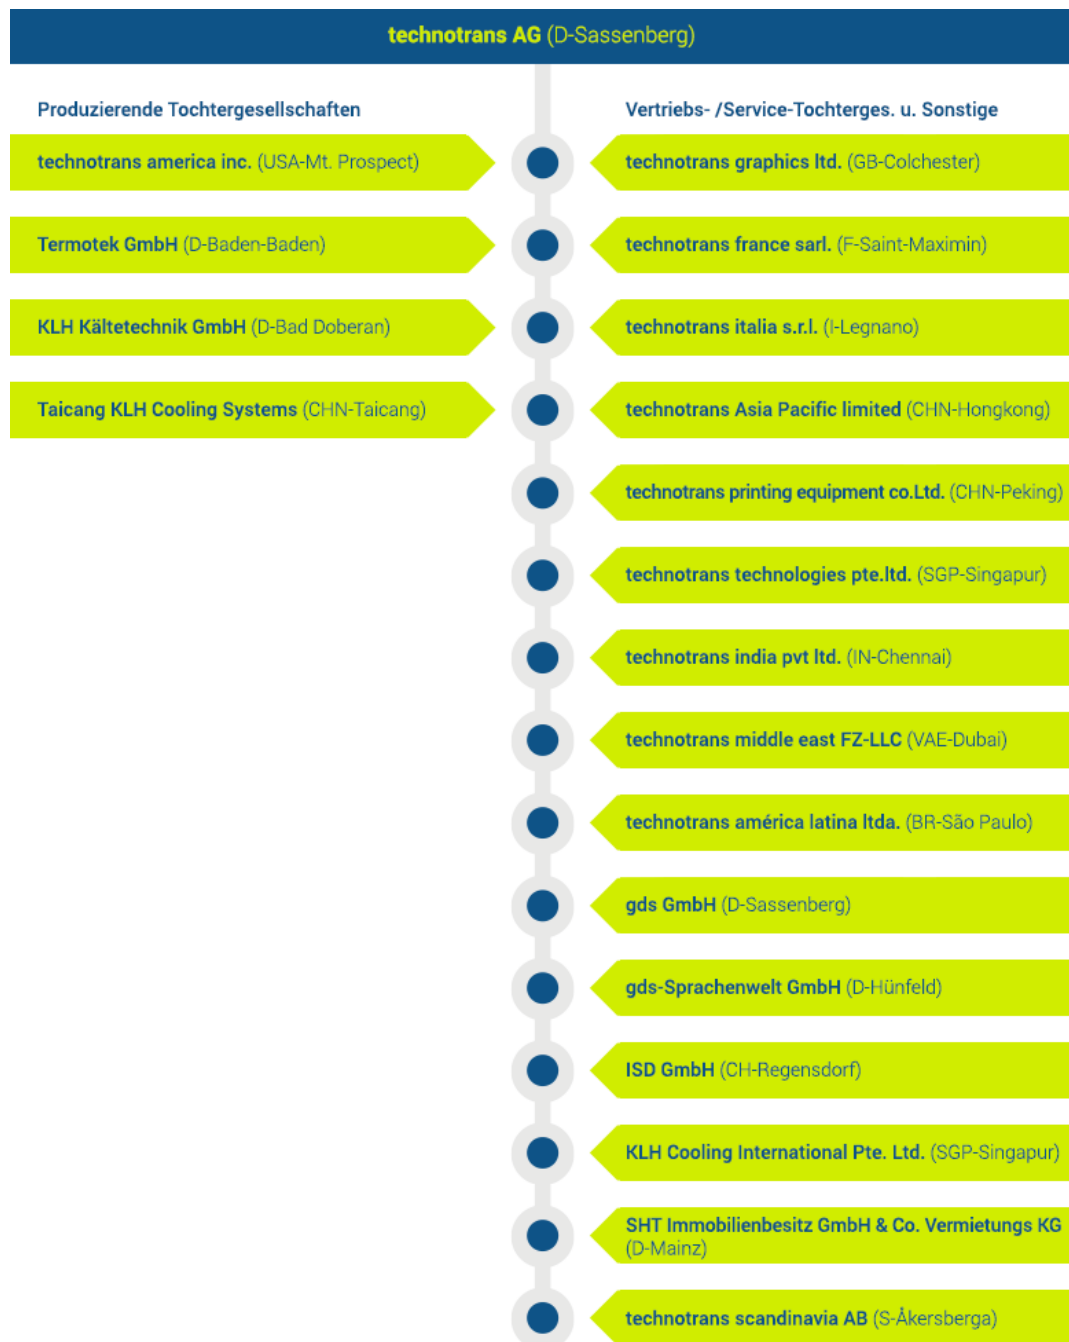 technotrans AG (D-Sassenberg)
Produzierende Tochtergesellschaften
technotrans america inc. (USA-Mt. Prospect)
Termotek GmbH (D-Baden-Baden)
KLH Kältetechnik GmbH (D-Bad Doberan)
Taicang KLH Cooling Systems (CHN-Taicang)
Vertriebs- /Service-Tochterges. u. Sonstige
technotrans graphics ltd. (GB-Colchester)
technotrans france sarl. (F-Saint-Maximin)
technotrans italia s.r.l. (I-Legnano)
technotrans Asia Pacific limited (CHN-Hongkong)
technotrans printing equipment co.Ltd. (CHN-Peking)
technotrans technologies pte.ltd. (SGP-Singapur)
technotrans india pvt ltd. (IN-Chennai)
technotrans middle east FZ-LLC (VAE-Dubai)
technotrans américa latina ltda. (BR-São Paulo)
gds GmbH (D-Sassenberg)
gds-Sprachenwelt GmbH (D-Hünfeld)
ISD GmbH (CH-Regensdorf)
KLH Cooling International Pte. Ltd. (SGP-Singapur)
SHT Immobilienbesitz GmbH & Co. Vermietungs KG
(D-Mainz)
technotrans scandinavia AB (S-Åkersberga)